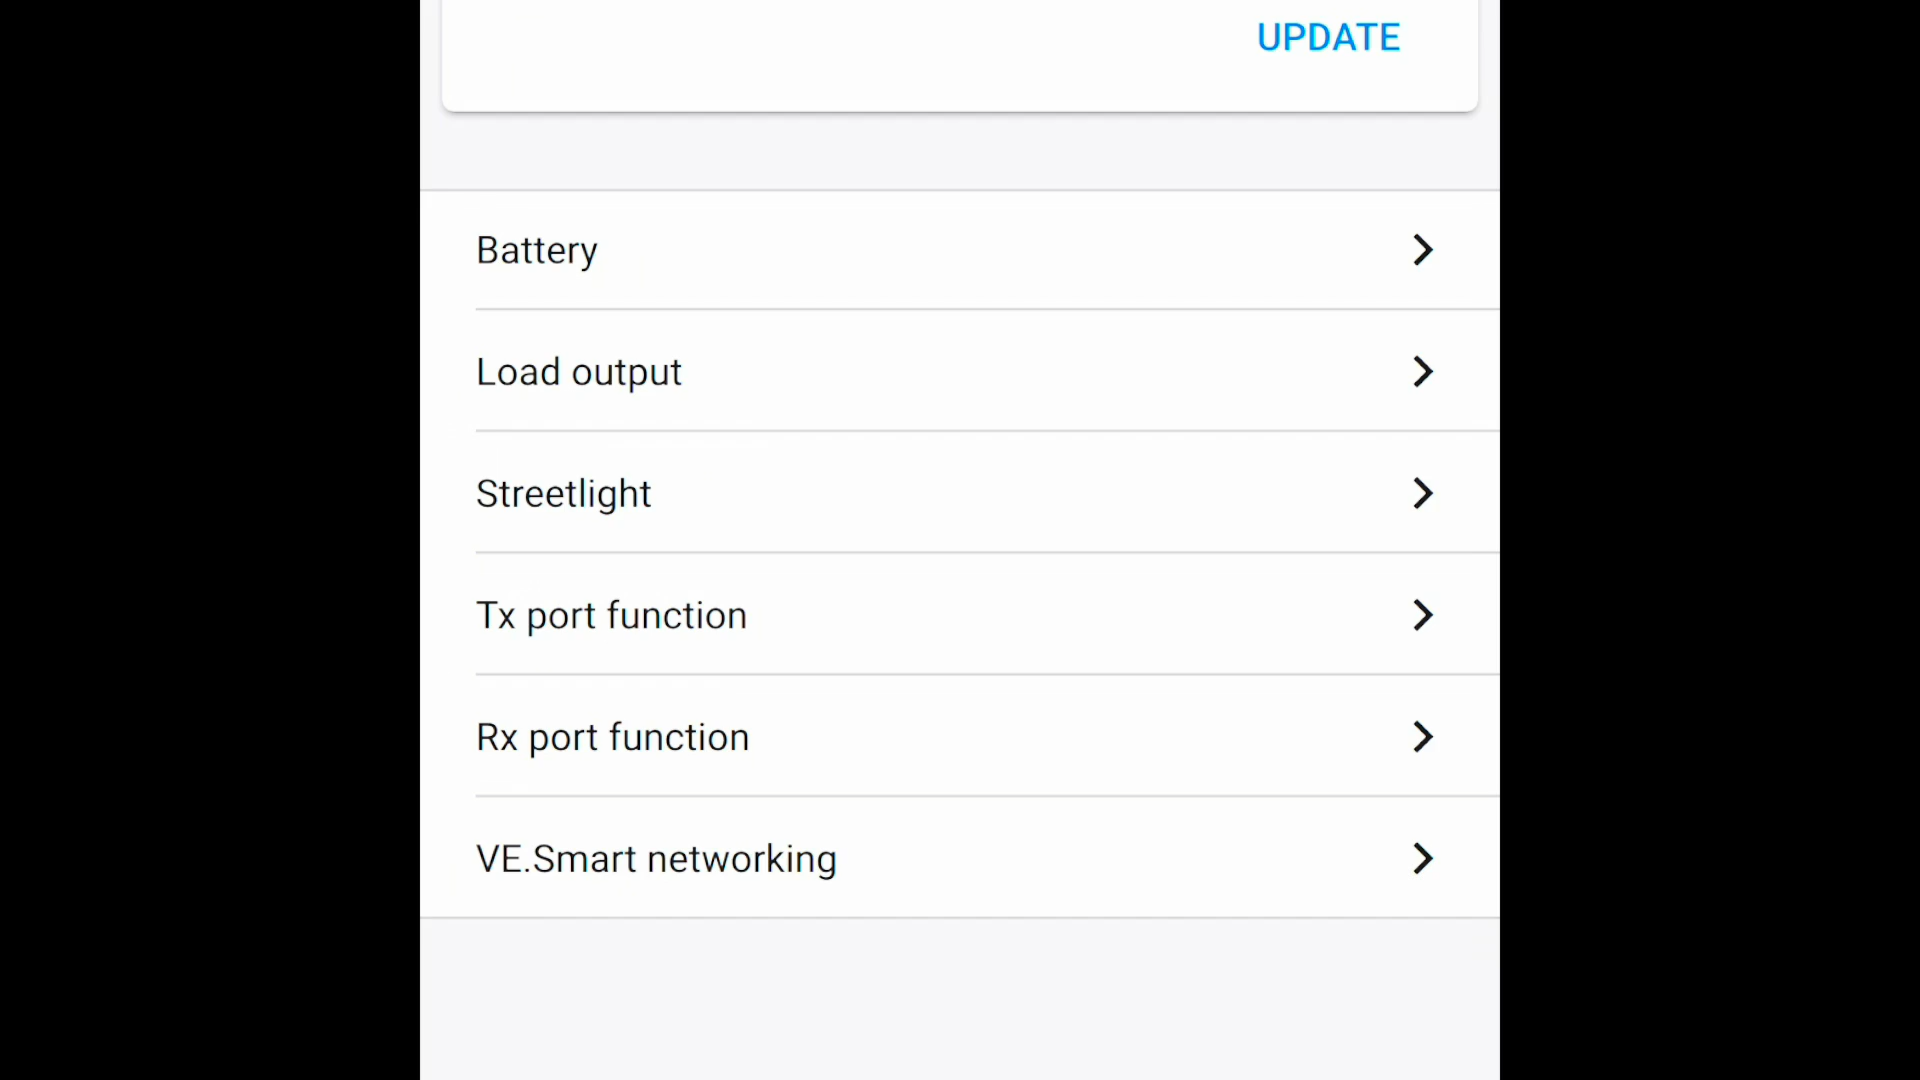 UPDATE
Battery
Load output
Streetlight
Tx port function
Rx port function
VE.Smart networking